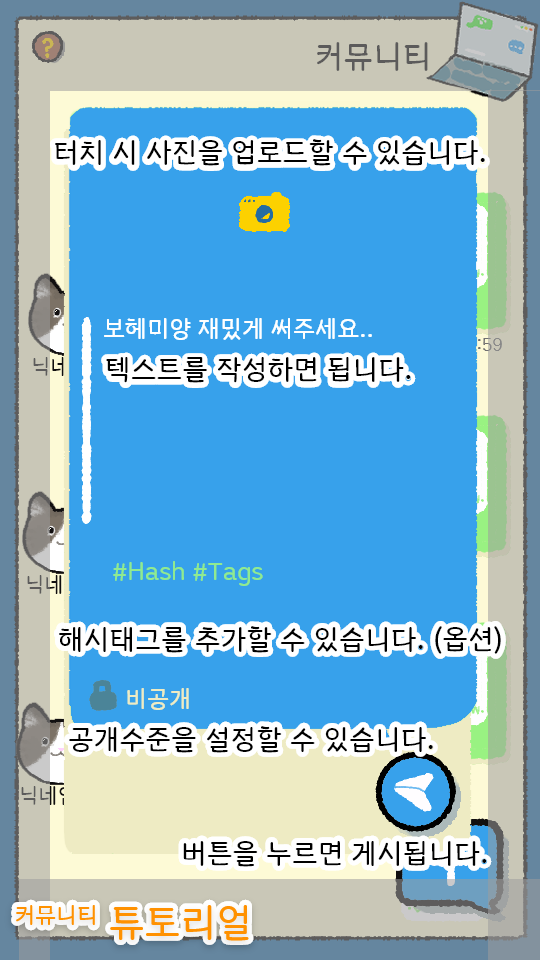 커뮤니티
터치 시 사진을 업로드할 수 있습니다.
보헤미양 재밌게 써주세요..
텍스트를 작성하면 됩니다.
:59
닉네
닉네
#Hash #Tags
해시태그를 추가할 수 있습니다. (옵션)
비공개
공개수준을 설정할 수 있습니다.
닉네임
버튼을 누르면 게시됩니다.
커뮤니티 튜토리얼